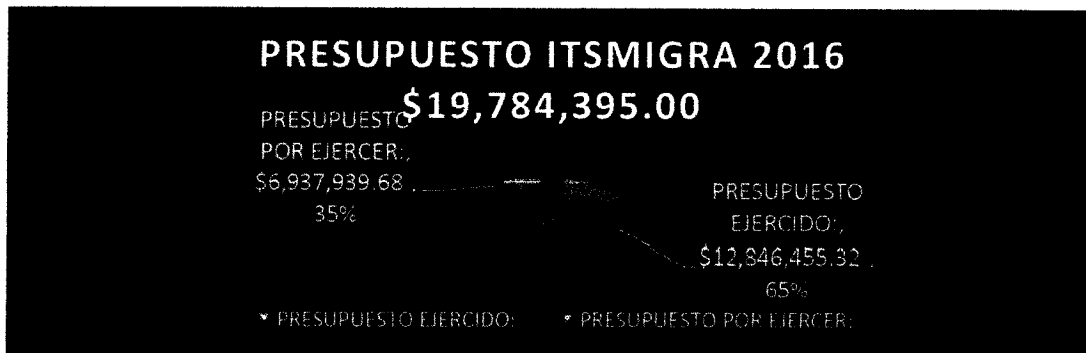 PRESUPUESTO ITSMIGRA 2016
$19,784,395.00
PRESUPUESTO
POR EJERCER:,
$6,937,939.68
35%
PRESUPUESTO
EJERCIDO:,
$12,846,455.32
65%
PRESUPUESTO EJERCIDO: PRESUPUESTO POR EJERCER: